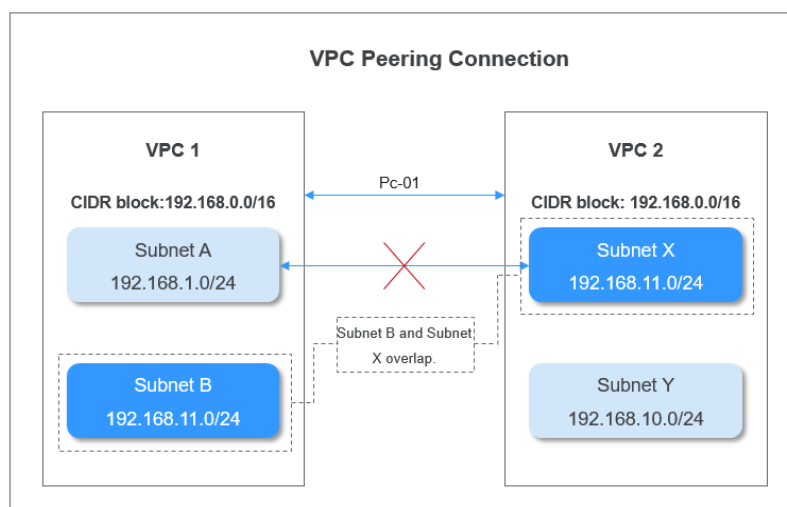 VPC Peering Connection
VPC 1
VPC 2
Pc-01
CIDR block:192.168.0.0/16
CIDR block: 192.168.0.0/16
Subnet A
192.168.1.0/24
Subnet X
192.168.11.0/24
Subnet B and Subnet
X overlap.
Subnet B
192.168.11.0/24
Subnet Y
192.168.10.0/24